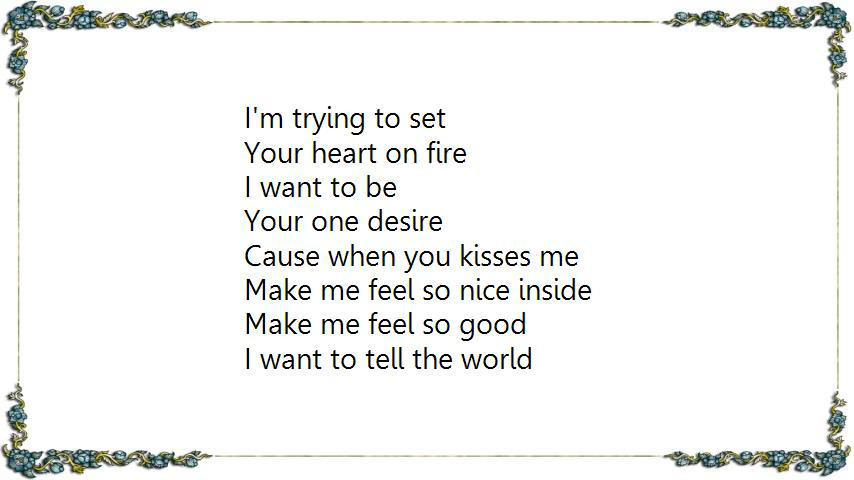 I'm trying to set
Your heart on fire
I want to be
Your one desire
Cause when you kisses me
Make me feel so nice inside
Make me feel so good
I want to tell the world